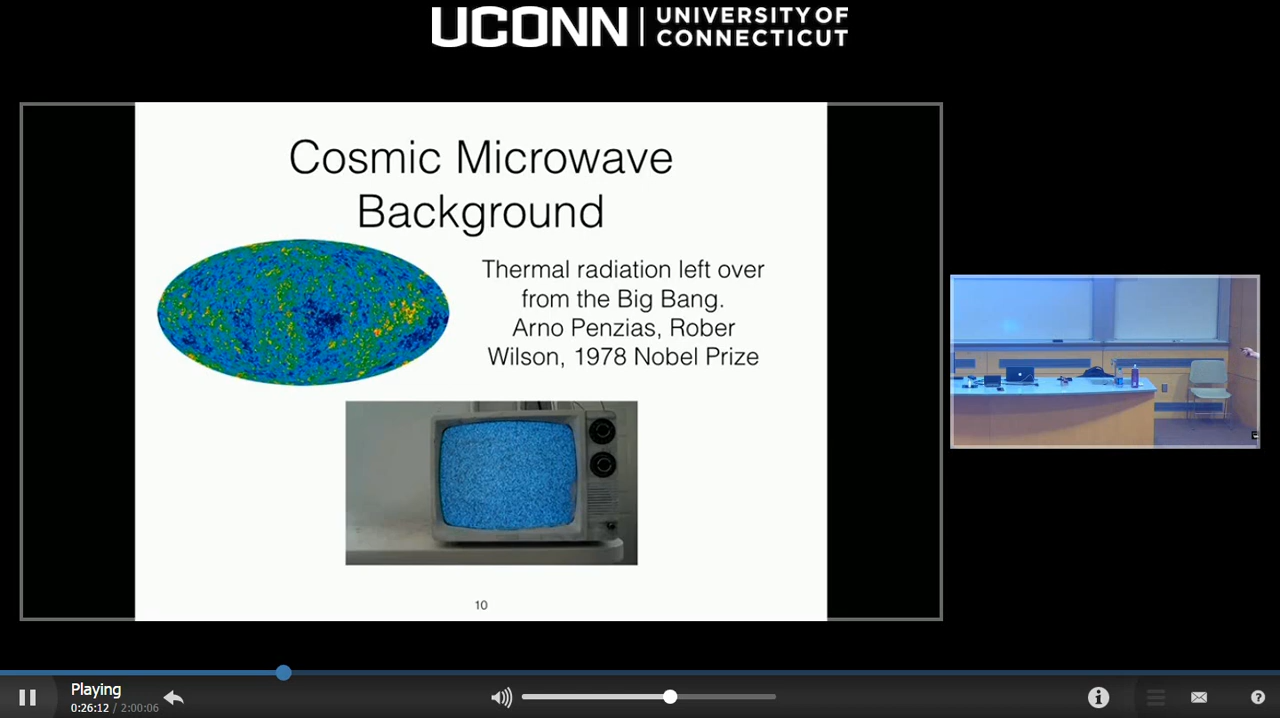 UCONN | UNIVERSITY OF
CONNECTICUT
Cosmic Microwave
Background
Thermal radiation left over
from the Big Bang.
Arno Penzias, Rober
Wilson, 1978 Nobel Prize
10
Playing
0:26:12 / 2:00:06